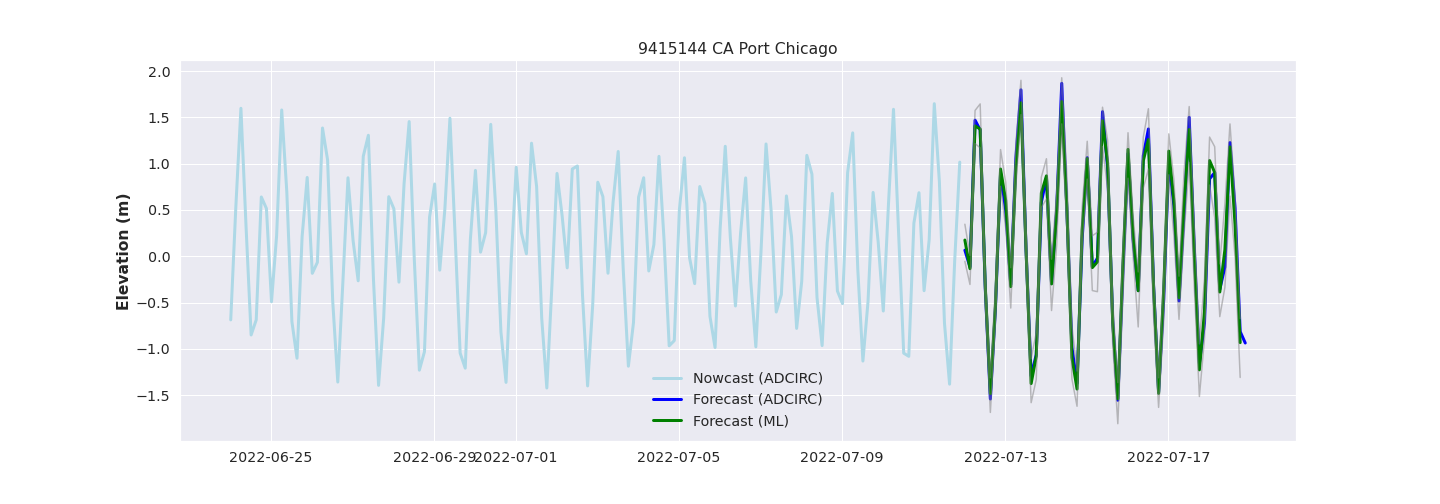 9415144 CA Port Chicago
2.0
1.5
1.0
0.5
0.0
−0.5
−1.0
−1.5
Elevation (m)
Nowcast (ADCIRC)
Forecast (ADCIRC)
Forecast (ML)
2022-06-25 2022-06-29 2022-07-01 2022-07-05 2022-07-09 2022-07-13 2022-07-17